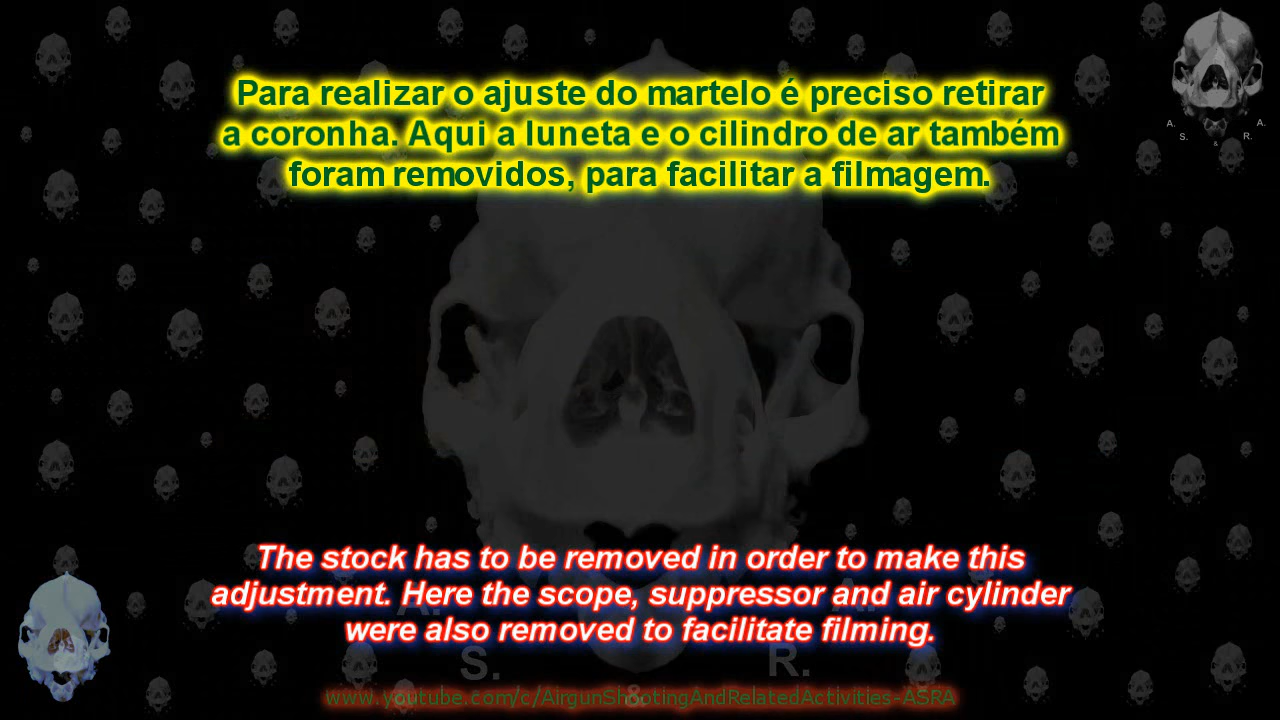 Para realizar o ajuste do martelo é preciso retirar
a coronha. Aqui a luneta e o cilindro de ar também
foram removidos, para facilitar a filmagem.
A. A.
S. R.
&
The stock has to be removed in order to make this
adjustment. Here the scope, suppressor and air cylinder
were also removed to facilitate filming.
A. A.
S. R.
&
www.youtube.com/c/AirgunShootingAndRelatedActivities-ASRA